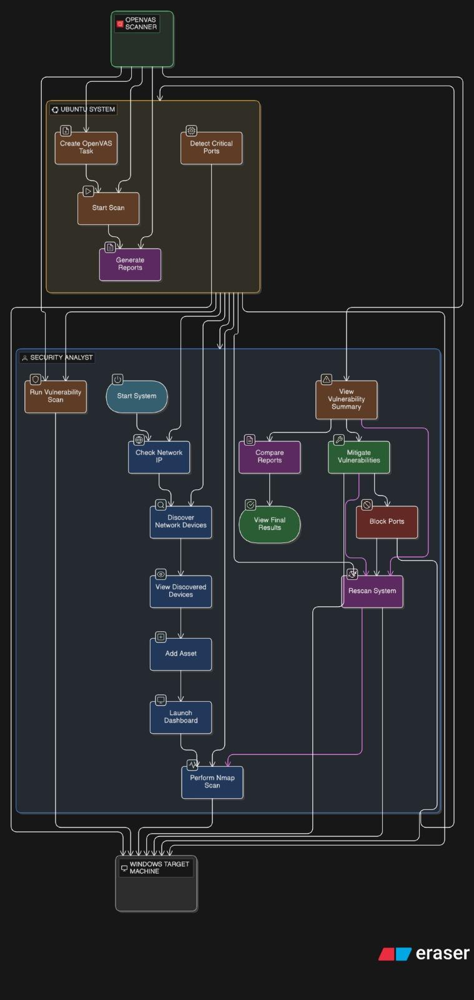 OPENVAS
SCANNER
UBUNTU SYSTEM
Create OpenVAS
Task
Detect Critical
Ports
Start Scan
Generate
Reports
SECURITY ANALYST
Run Vulnerability
Scan
Start System
View
Vulnerability
Summary
Check Network
IP
Compare
Reports
Mitigate
Vulnerabilities
Discover
Network Devices
View Final
Results
Block Ports
View Discovered
Devices
Rescan System
Add Asset
Launch
Dashboard
Perform Nmap
Scan
WINDOWS TARGET
MACHINE
eraser